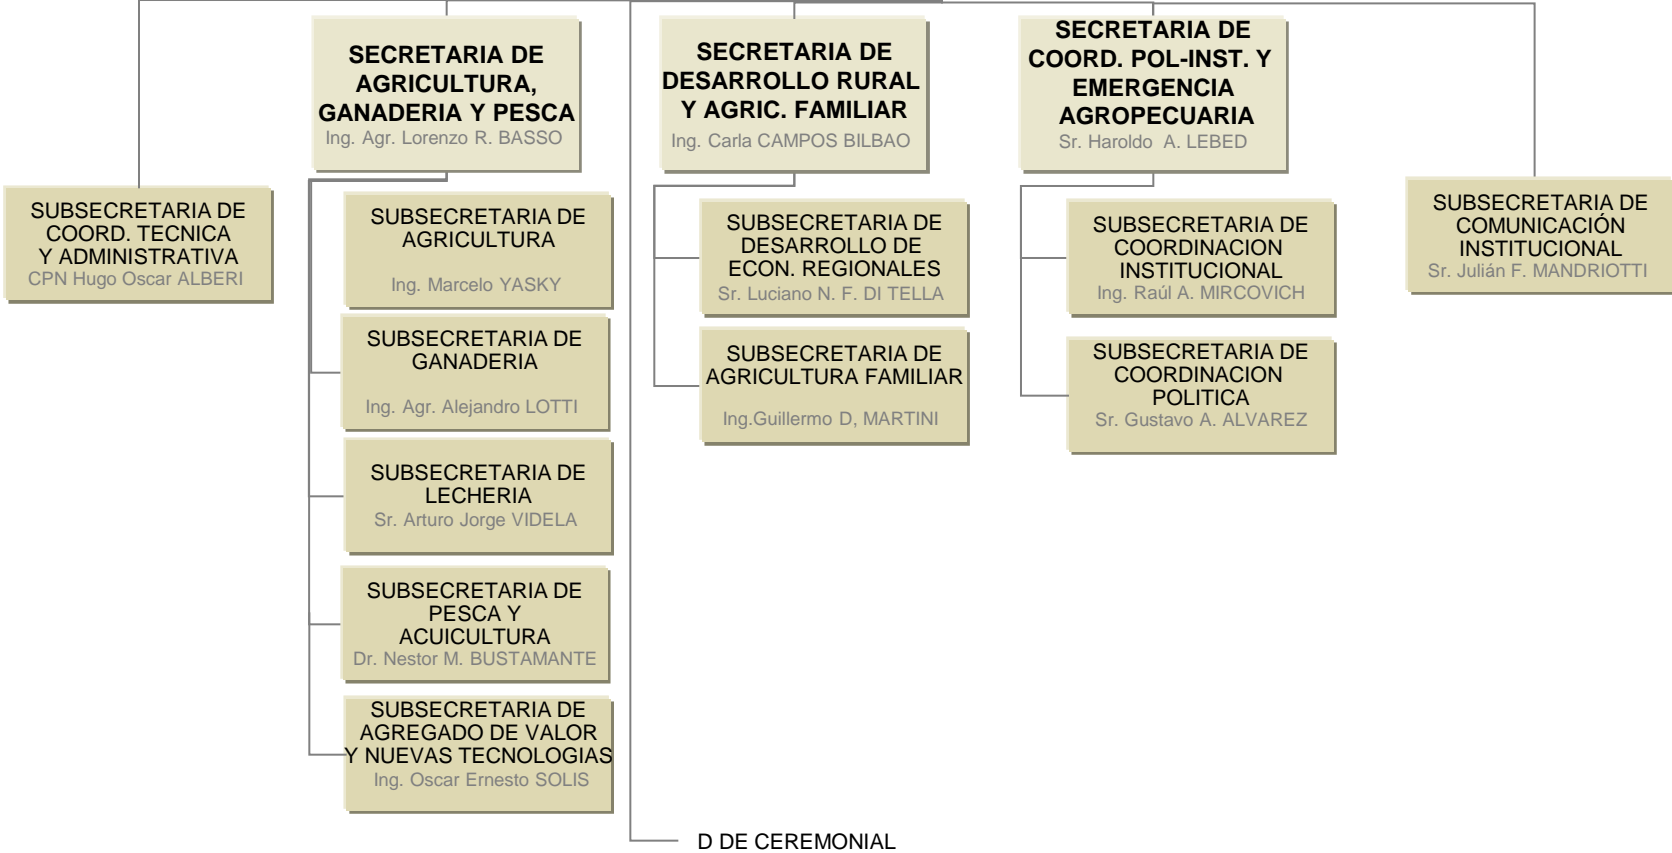 SECRETARIA DE
AGRICULTURA,
GANADERIA Y PESCA
Ing. Agr. Lorenzo R. BASSO
SECRETARIA DE
DESARROLLO RURAL
Y AGRIC. FAMILIAR
Ing. Carla CAMPOS BILBAO
SECRETARIA DE
COORD. POL-INST. Y
EMERGENCIA
AGROPECUARIA
Sr. Haroldo A. LEBED
SUBSECRETARIA DE
COORD. TECNICA
Y ADMINISTRATIVA
CPN Hugo Oscar ALBERI
SUBSECRETARIA DE
AGRICULTURA
Ing. Marcelo YASKY
SUBSECRETARIA DE
GANADERIA
Ing. Agr. Alejandro LOTTI
SUBSECRETARIA DE
LECHERIA
Sr. Arturo Jorge VIDELA
SUBSECRETARIA DE
PESCA Y
ACUICULTURA
Dr. Nestor M. BUSTAMANTE
SUBSECRETARIA DE
AGREGADO DE VALOR
Y NUEVAS TECNOLOGIAS
Ing. Oscar Ernesto SOLIS
SUBSECRETARIA DE
DESARROLLO DE
ECON. REGIONALES
Sr. Luciano N. F. DI TELLA
SUBSECRETARIA DE
AGRICULTURA FAMILIAR
Ing.Guillermo D, MARTINI
SUBSECRETARIA DE
COORDINACION
INSTITUCIONAL
Ing. Raúl A. MIRCOVICH
SUBSECRETARIA DE
COORDINACION
POLITICA
Sr. Gustavo A. ALVAREZ
SUBSECRETARIA DE
COMUNICACIÓN
INSTITUCIONAL
Sr. Julián F. MANDRIOTTI
D DE CEREMONIAL